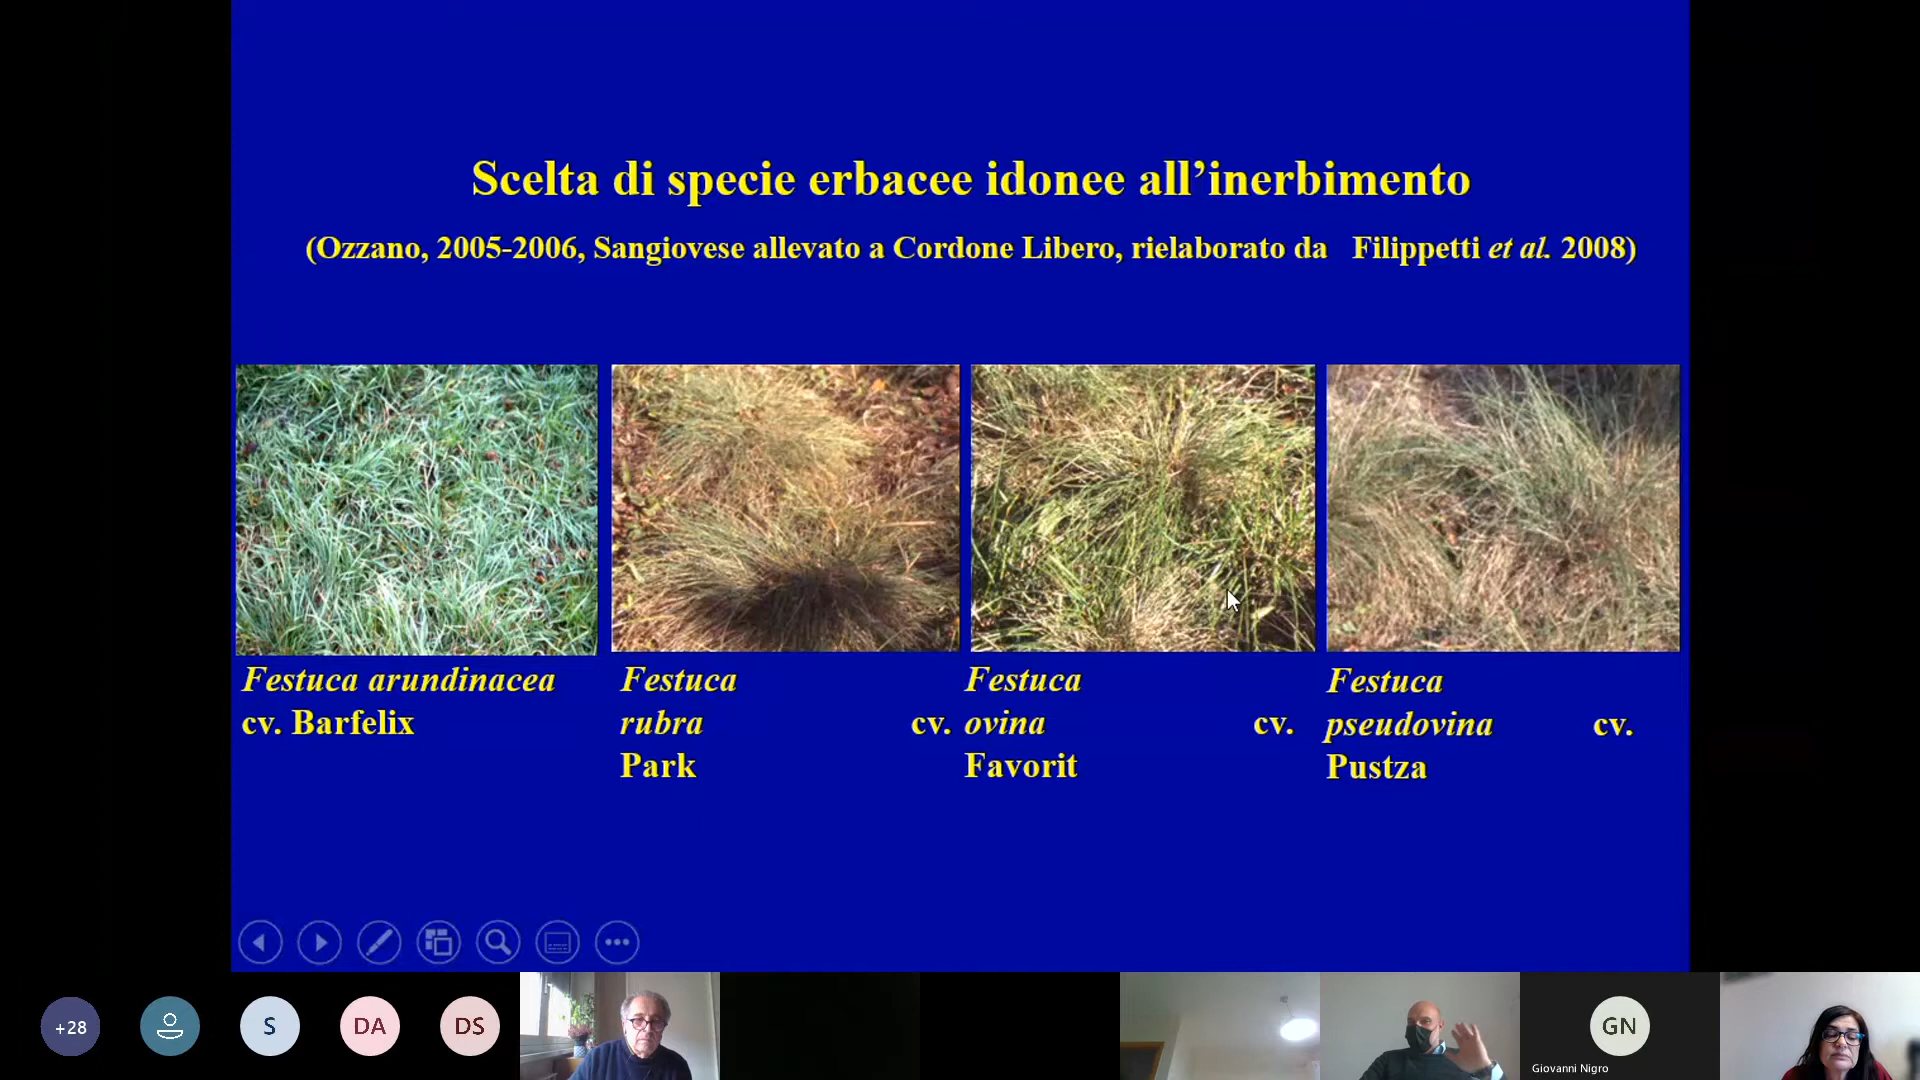 Scelta di specie erbacee idonee all’inerbimento
(Ozzano, 2005-2006, Sangiovese allevato a Cordone Libero, rielaborato da Filippetti et al. 2008)
Festuca arundinacea
cv. Barfelix
Festuca
rubra cv.
Park
Festuca
ovina cv.
Favorit
Festuca
pseudovina cv.
Pustza
+28
S
DA
DS
GN
Giovanni Nigro